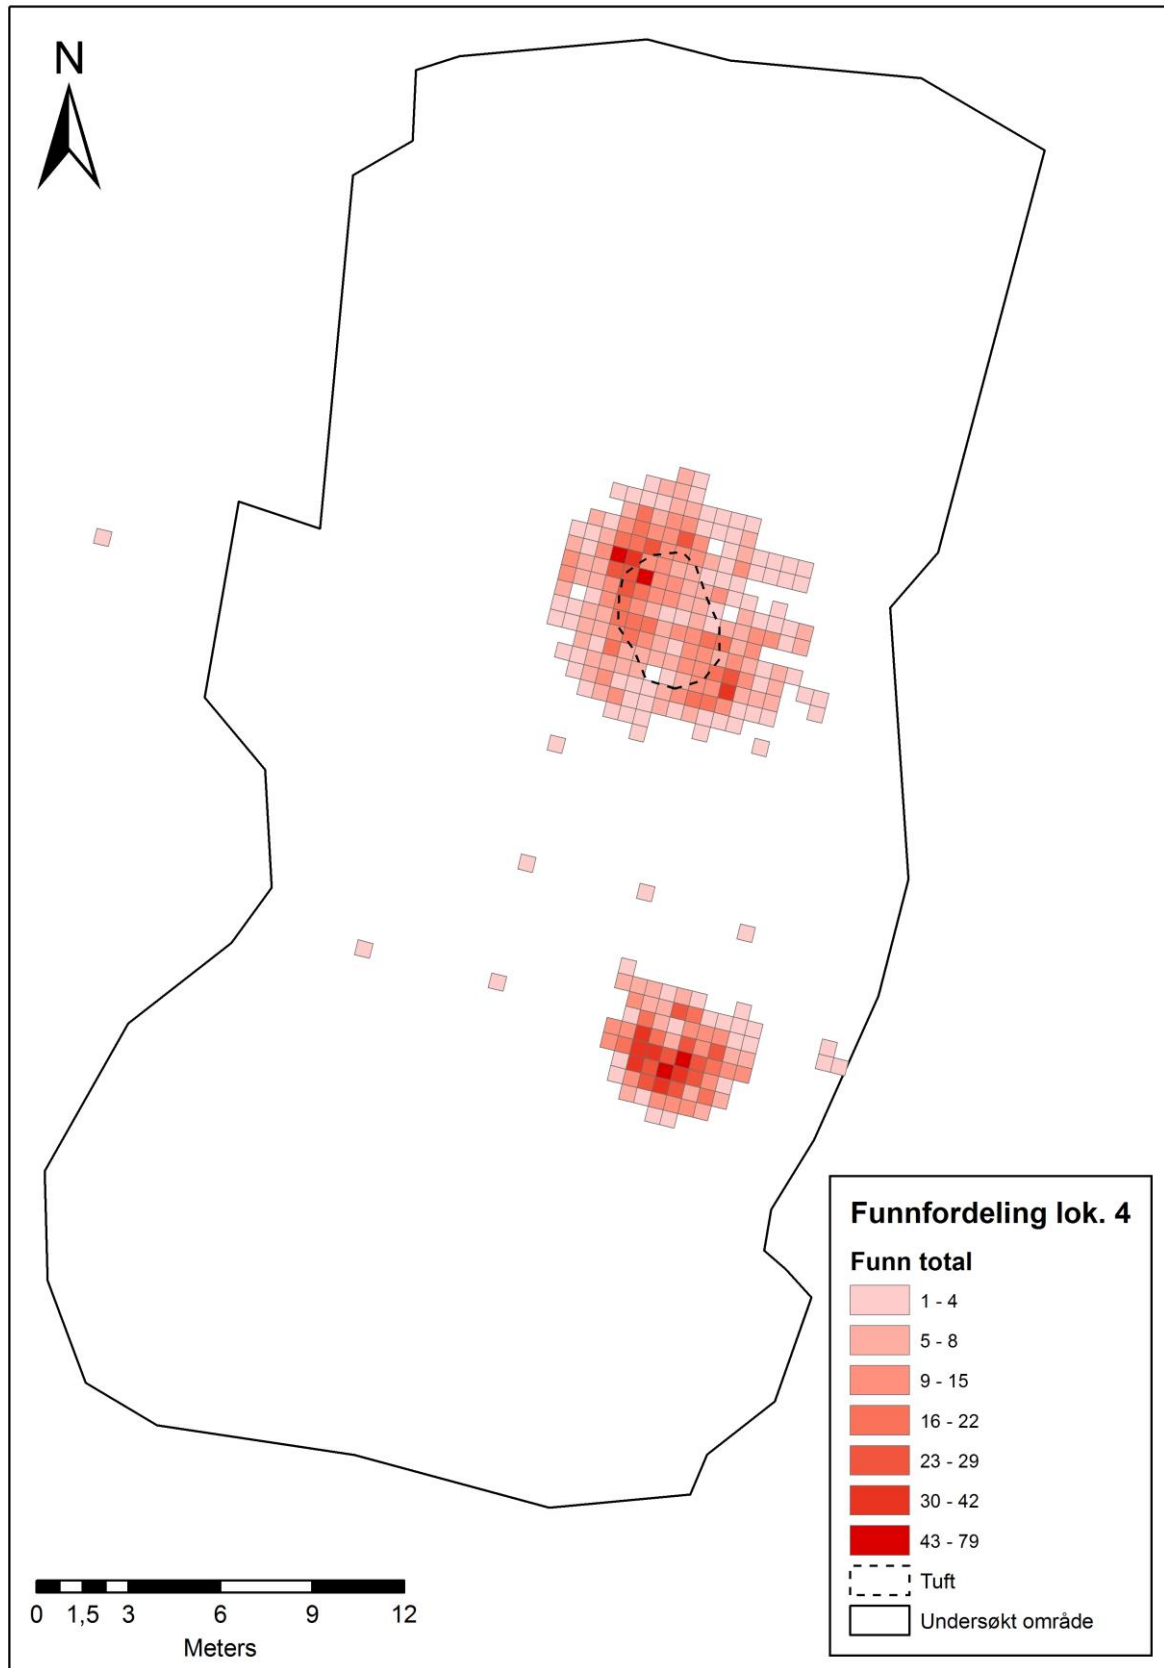 N
Funnfordeling lok. 4
Funn total
1 - 4
5 - 8
9 - 15
16 - 22
23 - 29
30 - 42
43 - 79
Tuft
Undersøkt område
0 1,5 3 6 9 12
Meters